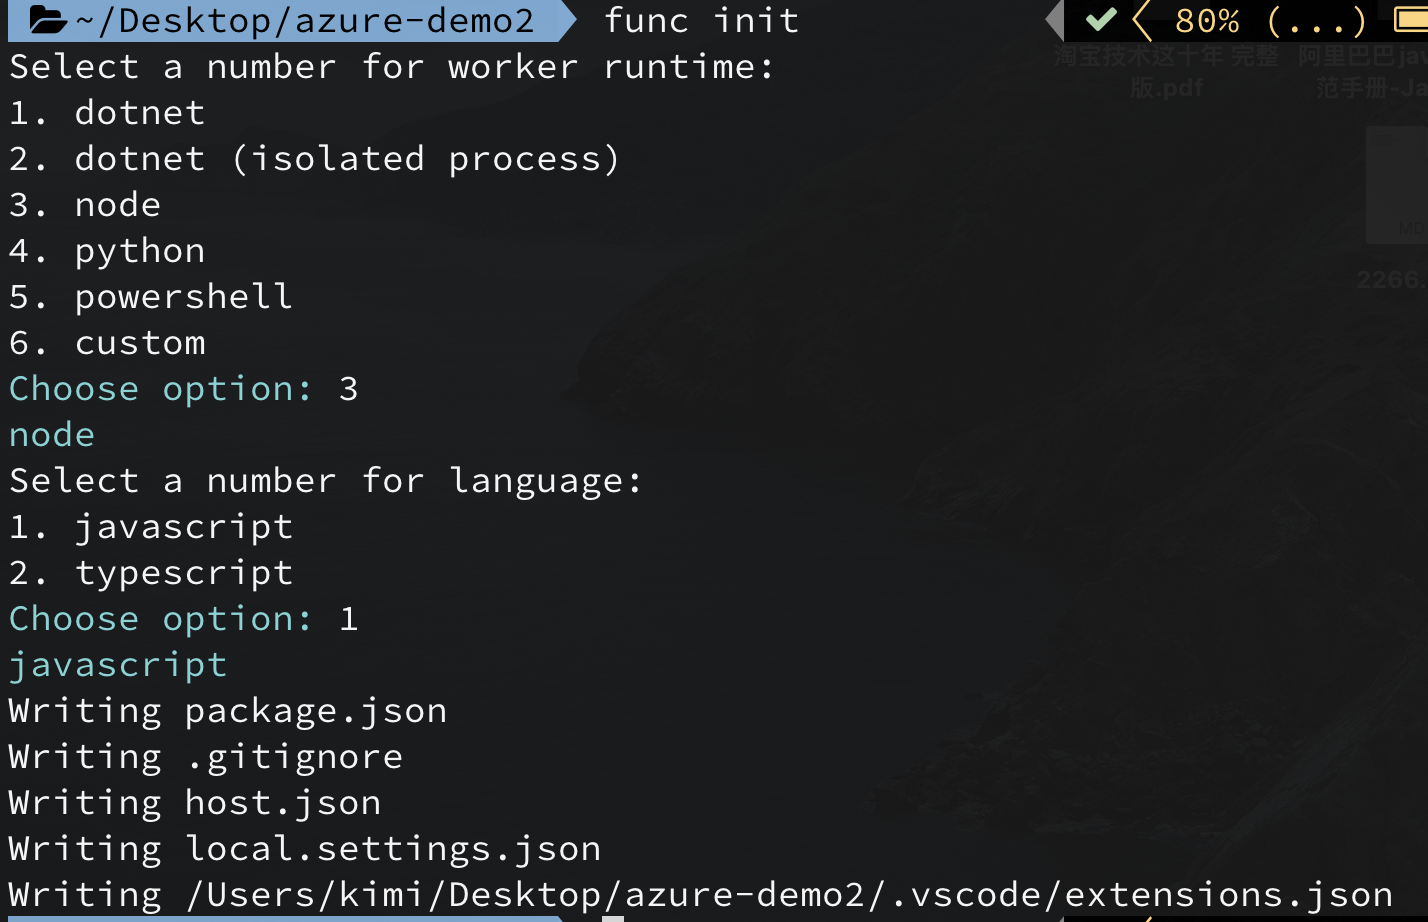 ~/Desktop/azure-demo2 func init 80% (...)
淘宝技术这十年 完整版.pdf
阿里巴巴jav
范手册-Ja
MD
2266.
Select a number for worker runtime:
1. dotnet
2. dotnet (isolated process)
3. node
4. python
5. powershell
6. custom
Choose option: 3
node
Select a number for language:
1. javascript
2. typescript
Choose option: 1
javascript
Writing package.json
Writing .gitignore
Writing host.json
Writing local.settings.json
Writing /Users/kimi/Desktop/azure-demo2/.vscode/extensions.json